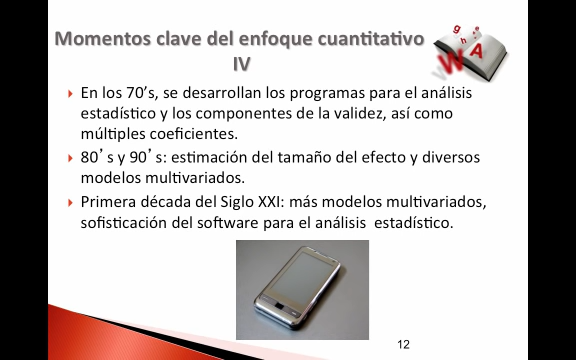 Momentos clave del enfoque cuantitativo
IV
En los 70’s, se desarrollan los programas para el análisis
estadístico y los componentes de la validez, así como
múltiples coeficientes.
80’s y 90’s: estimación del tamaño del efecto y diversos
modelos multivariados.
Primera década del Siglo XXI: más modelos multivariados,
sofisticación del software para el análisis estadístico.
12